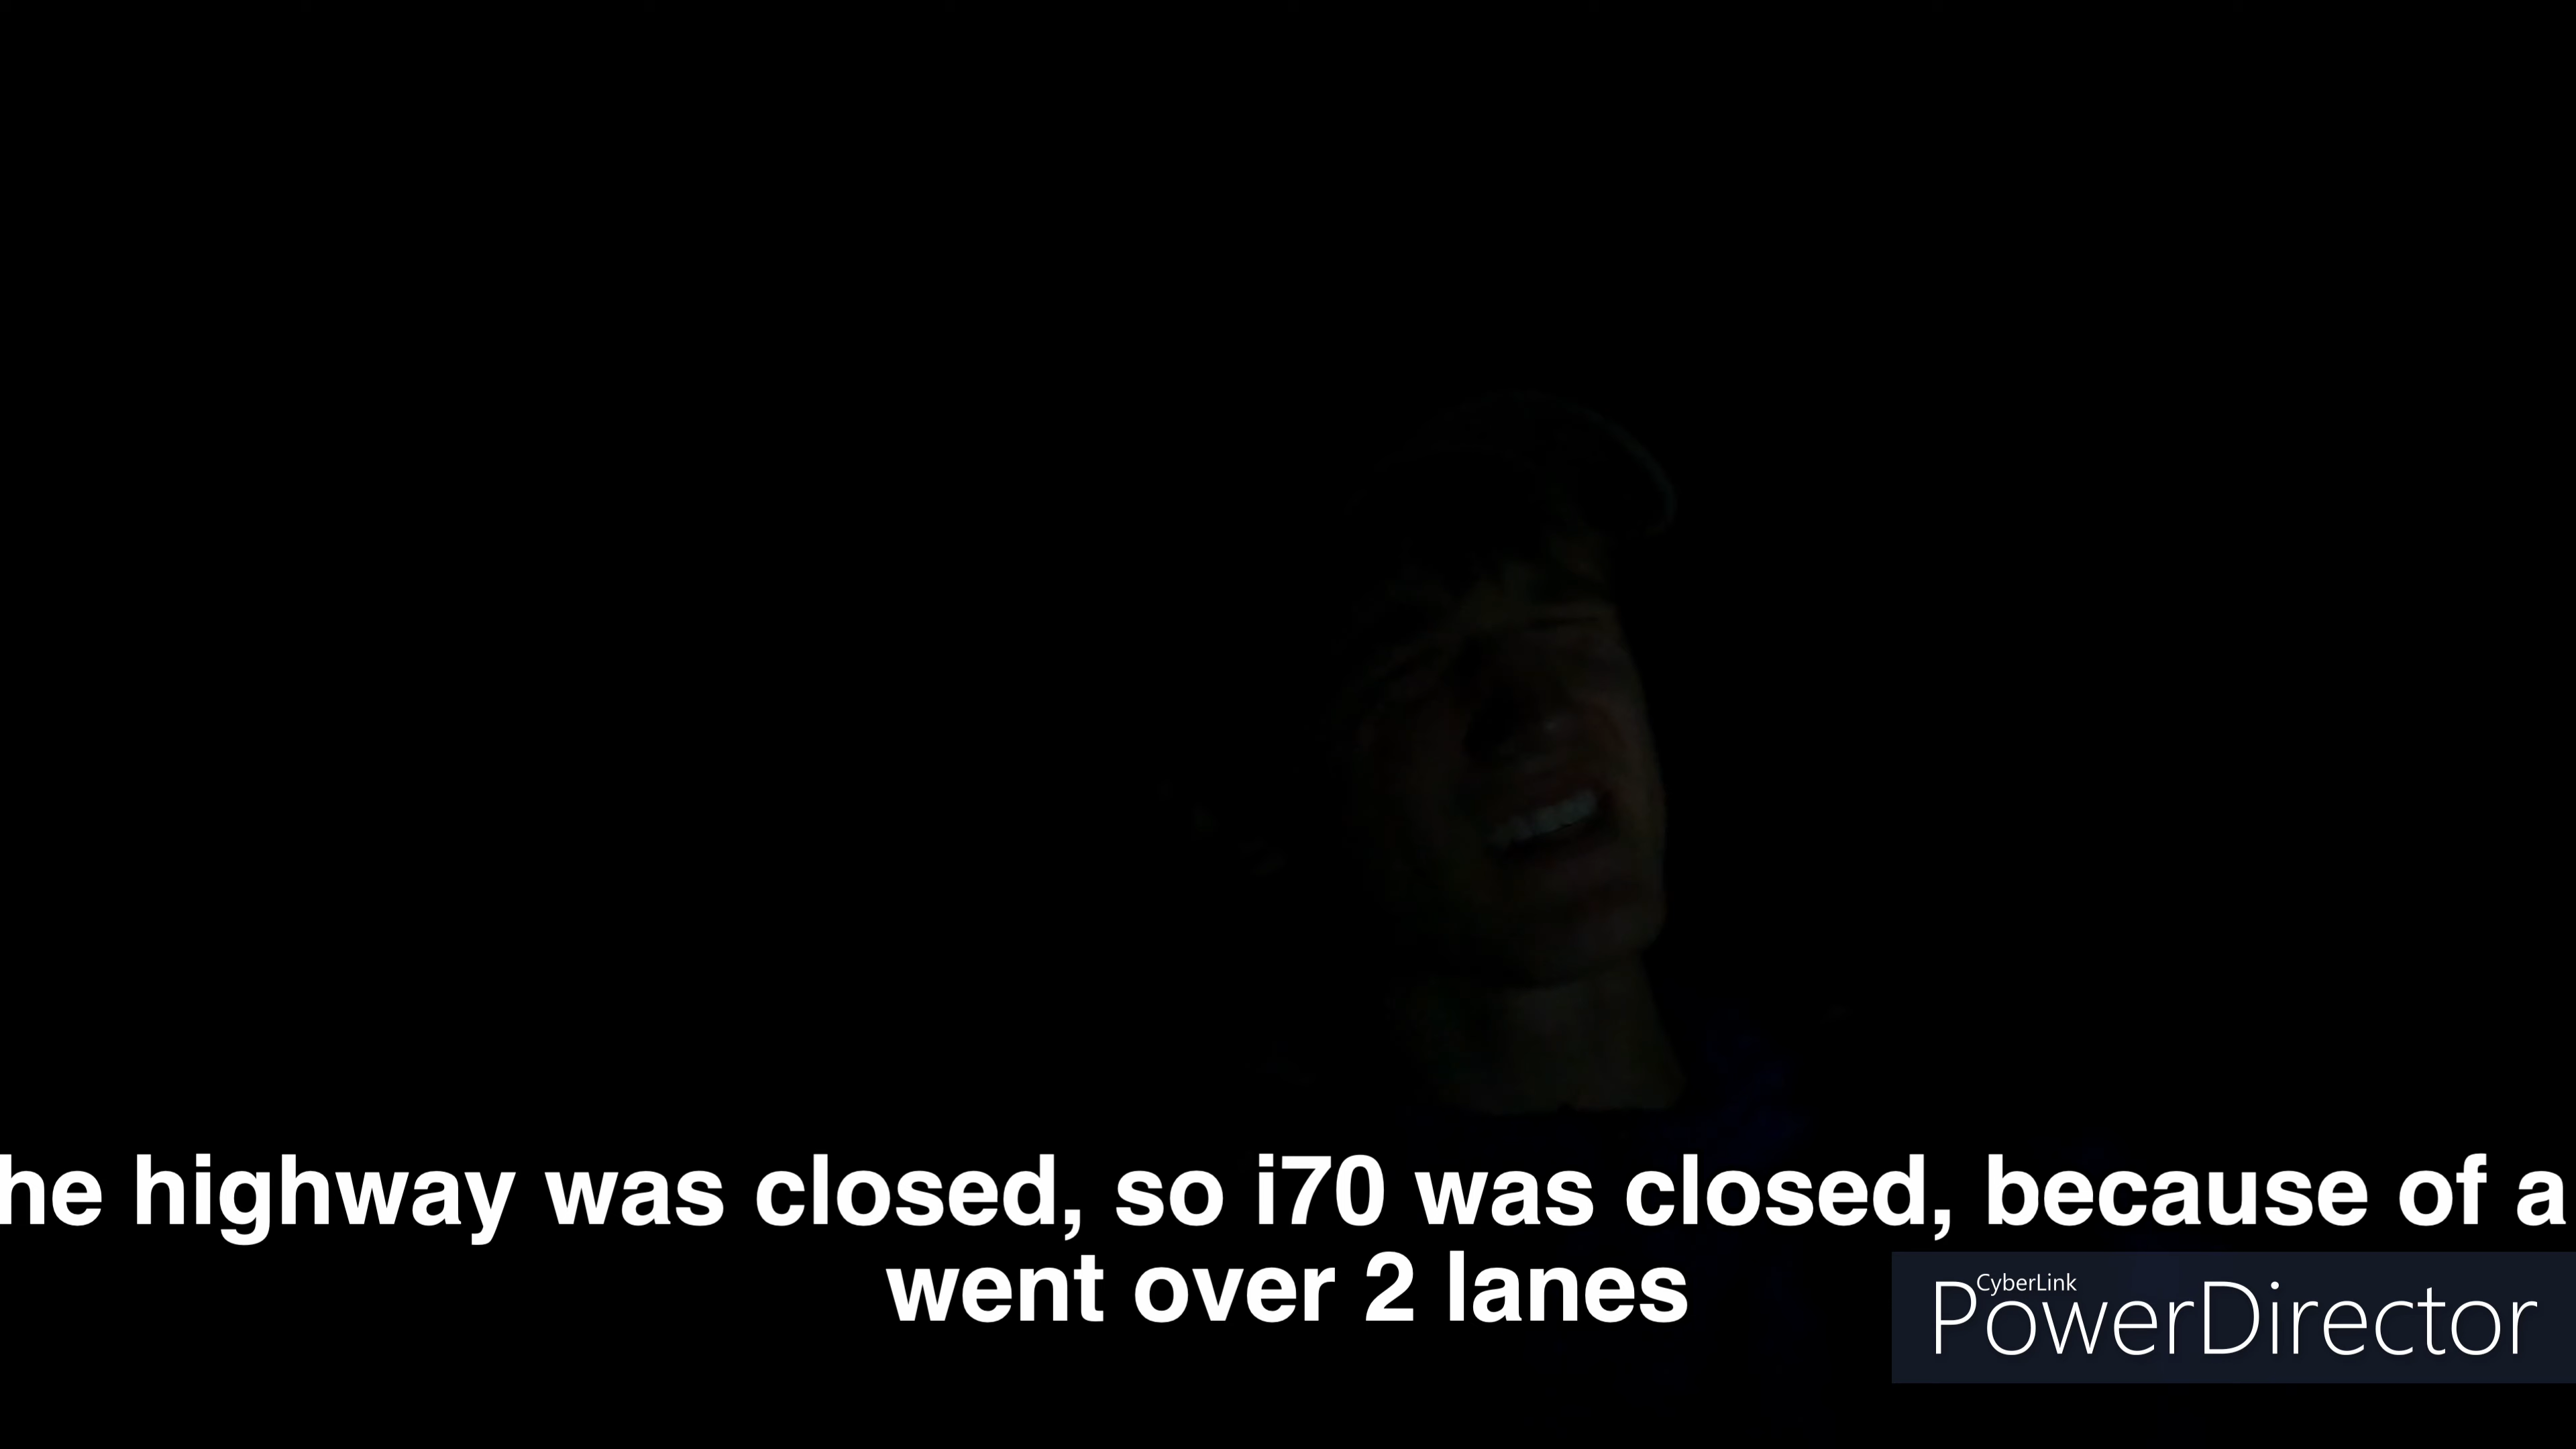 he highway was closed, so i70 was closed, because of a
went over 2 lanes
CyberLink
PowerDirector